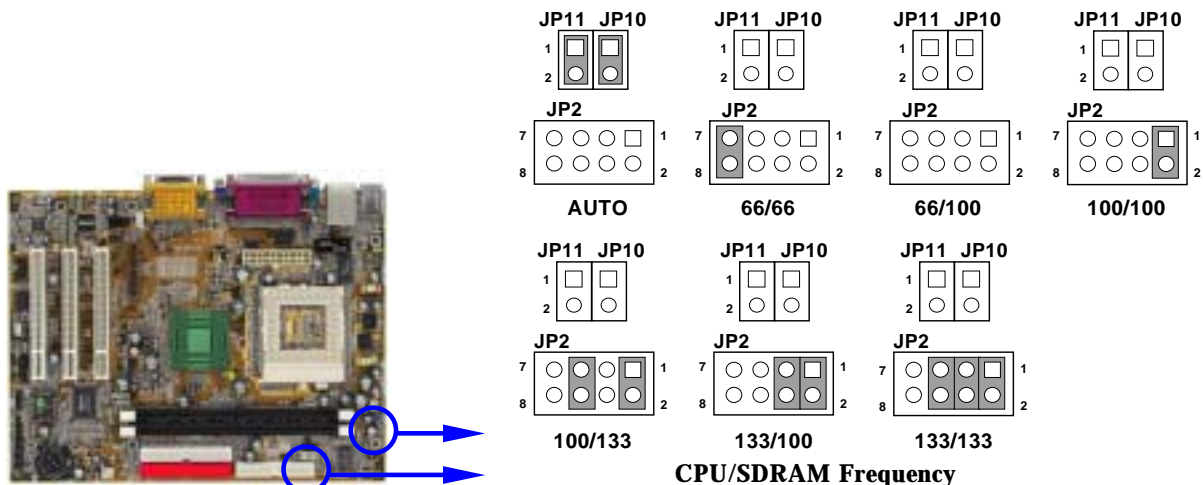 JP11 JP10 JP11 JP10 JP11 JP10 JP11 JP10
1 1 1 1
2 2 2 2
JP2 JP2 JP2 JP2
7 1 7 1 7 1 7 1
8 2 8 2 8 2 8 2
AUTO 66/66 66/100 100/100
JP11 JP10 JP11 JP10 JP11 JP10
1 1 1
2 2 2
JP2 JP2 JP2
7 1 7 1 7 1
8 2 8 2 8 2
100/133 133/100 133/133
CPU/SDRAM Frequency